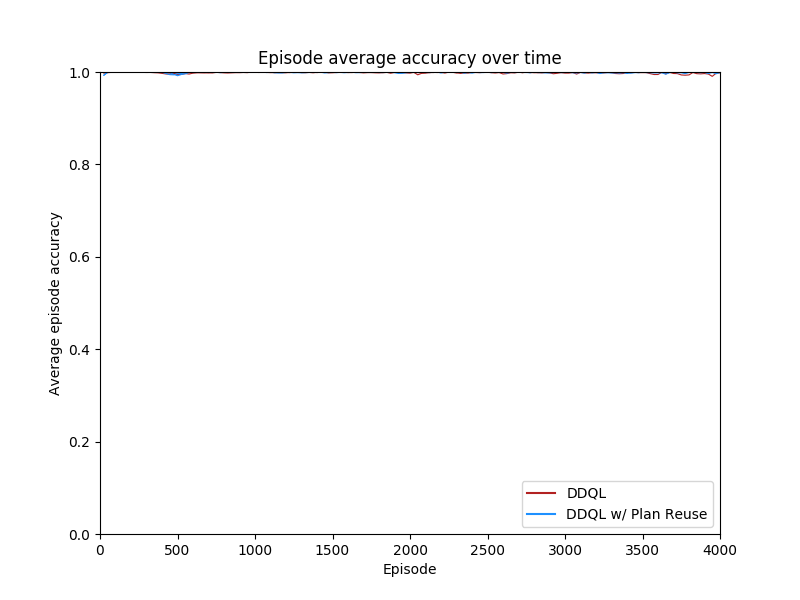 Episode average accuracy over time
Average episode accuracy
1.0
0.8
0.6
0.4
0.2
0.0
DDQL
DDQL w/ Plan Reuse
0 500 1000 1500 2000 2500 3000 3500 4000
Episode